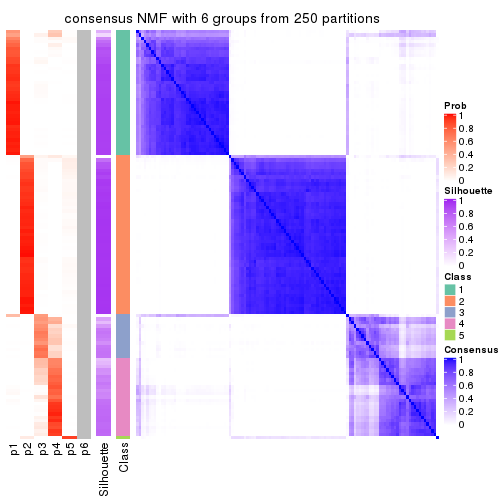 consensus NMF with 6 groups from 250 partitions
Prob
1
0.8
0.6
0.4
0.2
0
Silhouette
1
0.8
0.6
0.4
0.2
0
Class
1
2
3
4
5
Consensus
1
0.8
0.6
0.4
0.2
0
p1
p2
p3
p4
p5
p6
Silhouette
Class